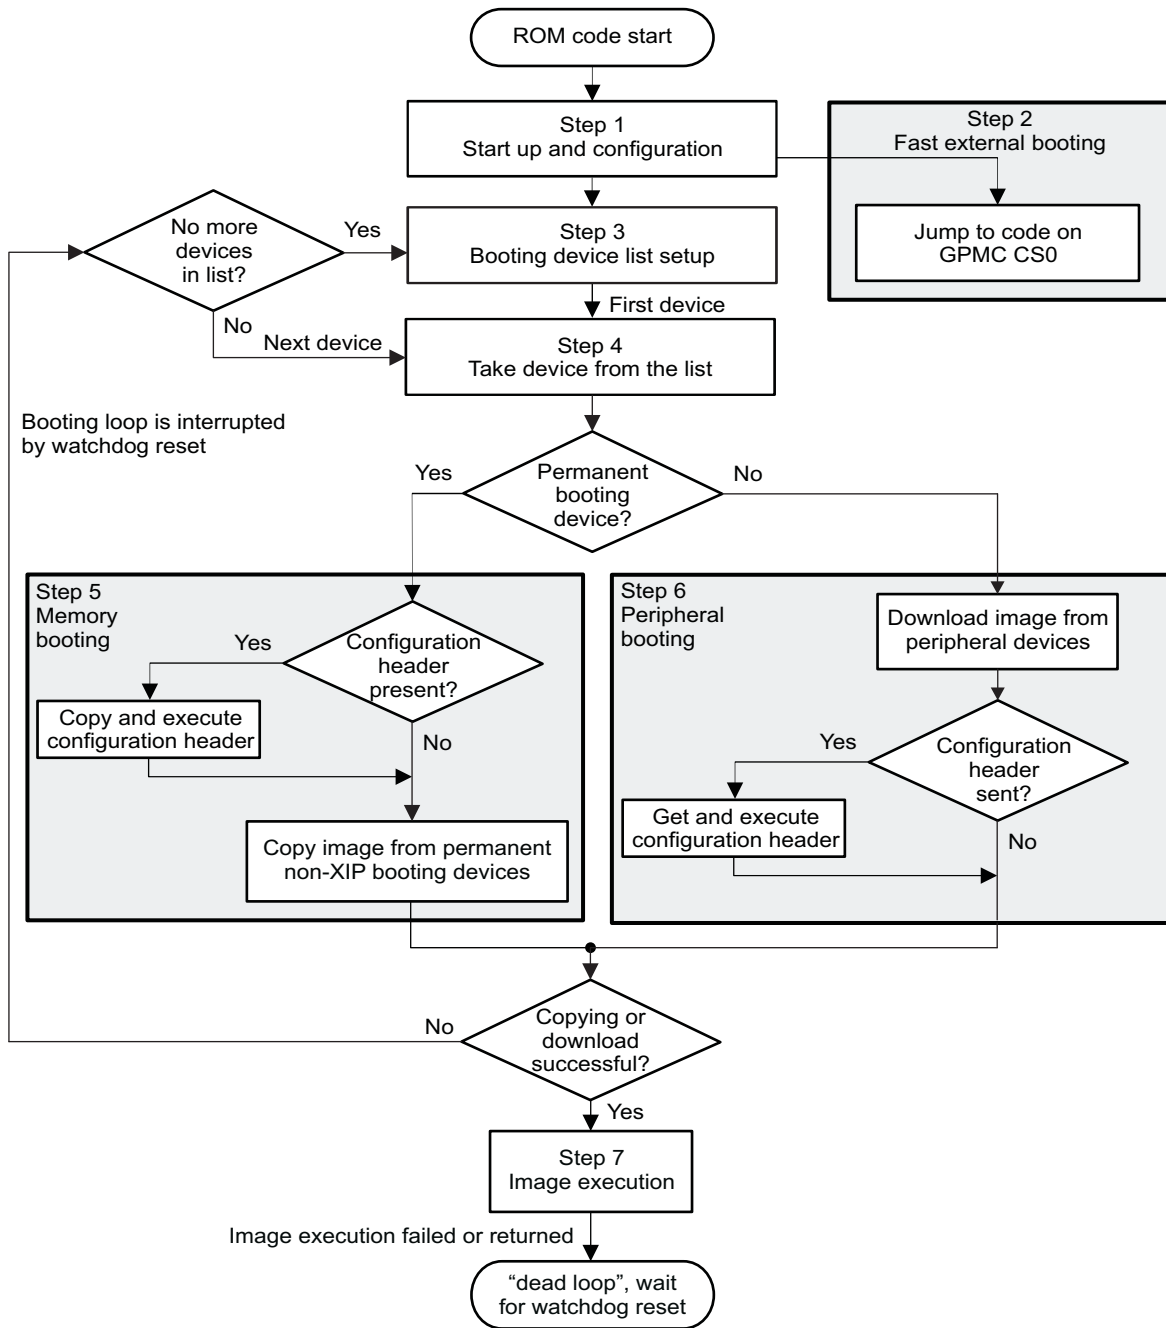 ROM code start
Step 1
Start up and configuration
Step 2
Fast external booting
Jump to code on
GPMC CS0
No more
devices
in list?
Yes
Step 3
Booting device list setup
No
Next device
First device
Step 4
Take device from the list
Booting loop is interrupted
by watchdog reset
Permanent
booting
device?
Yes
No
Step 5
Memory
booting
Configuration
header
present?
Yes
Copy and execute
configuration header
No
Copy image from permanent
non-XIP booting devices
Step 6
Peripheral
booting
Download image from
peripheral devices
Configuration
header
sent?
Yes
Get and execute
configuration header
No
Copying or
download
successful?
No
Yes
Step 7
Image execution
Image execution failed or returned
“dead loop”, wait
for watchdog reset